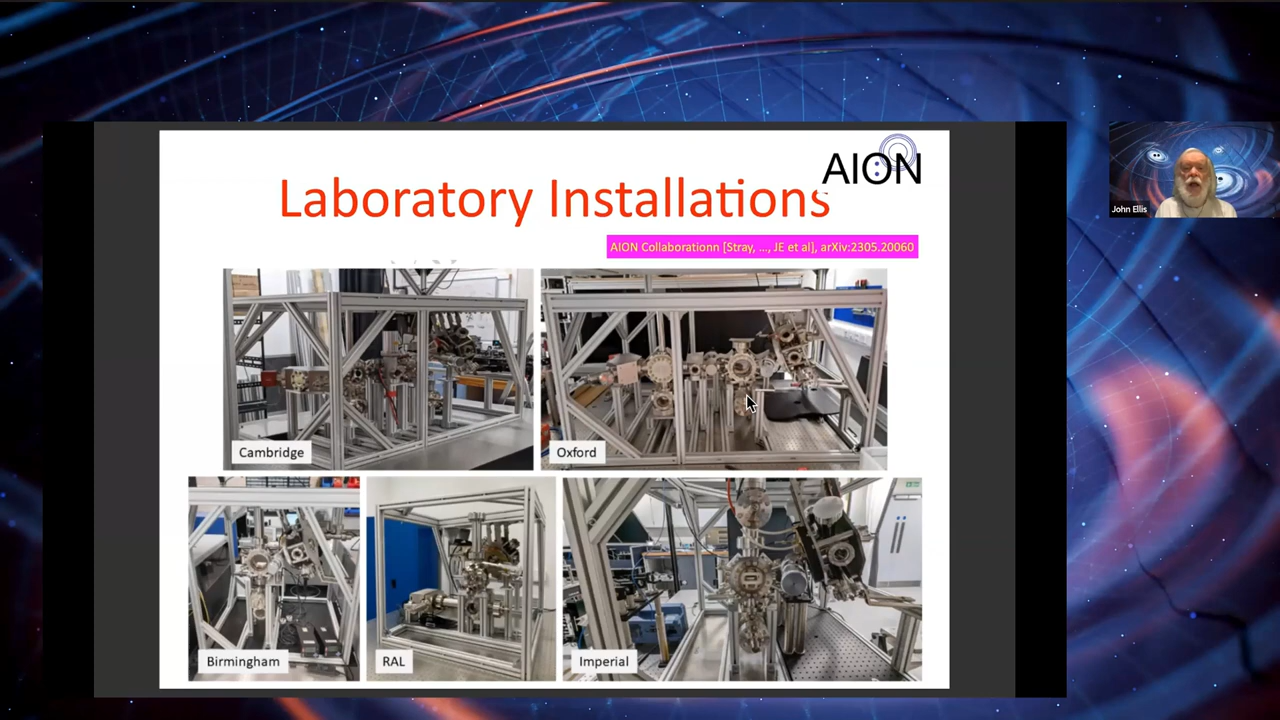 AION
Laboratory Installations
AION Collaborationn [Stray, ..., JE et al], arXiv:2305.20060
John Ellis
Cambridge
Oxford
Birmingham
RAL
Imperial